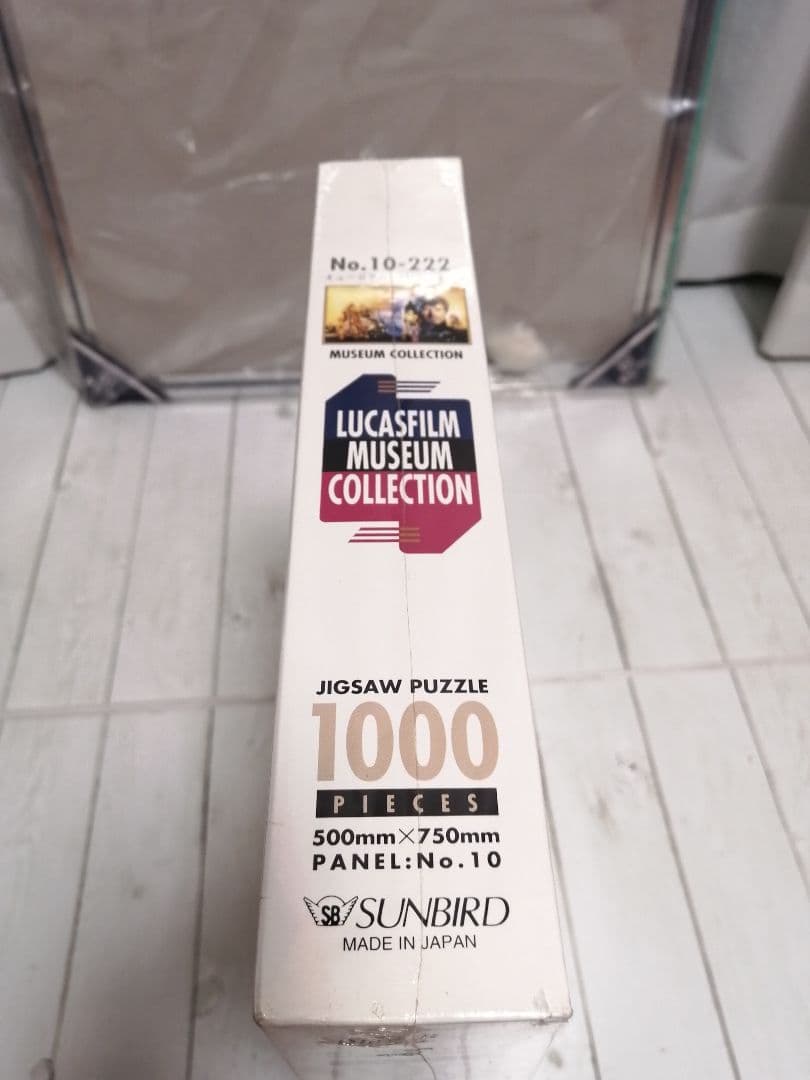 No.10-222
MUSEUM COLLECTION
LUCASFILM
MUSEUM
COLLECTION
JIGSAW PUZZLE
1000
PIECES
500mm×750mm
PANEL:No.10
SB SUNBIRD
MADE IN JAPAN